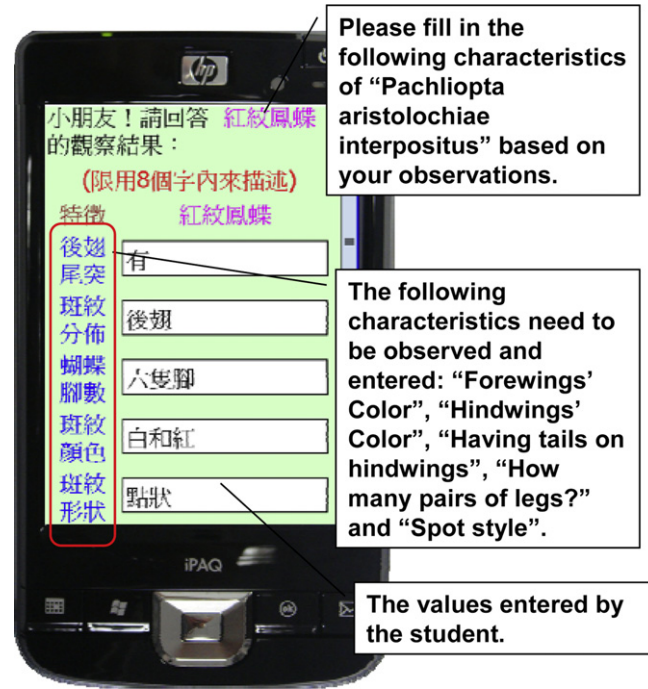 Please fill in the
following characteristics
of “Pachliopta
aristolochiae
interpositus” based on
your observations.
hp
小朋友！請回答 紅紋鳳蝶
的觀察結果：
(限用8個字內來描述)
特徵 紅紋鳳蝶
後翅
尾突
有
斑紋
分佈
後翅
蝴蝶
腳數
六隻腳
斑紋
顏色
白和紅
斑紋
形狀
點狀
The following
characteristics need to
be observed and
entered: “Forewings’
Color”, “Hindwings’
Color”, “Having tails on
hindwings”, “How
many pairs of legs?”
and “Spot style”.
iPAQ
ok
The values entered by
the student.